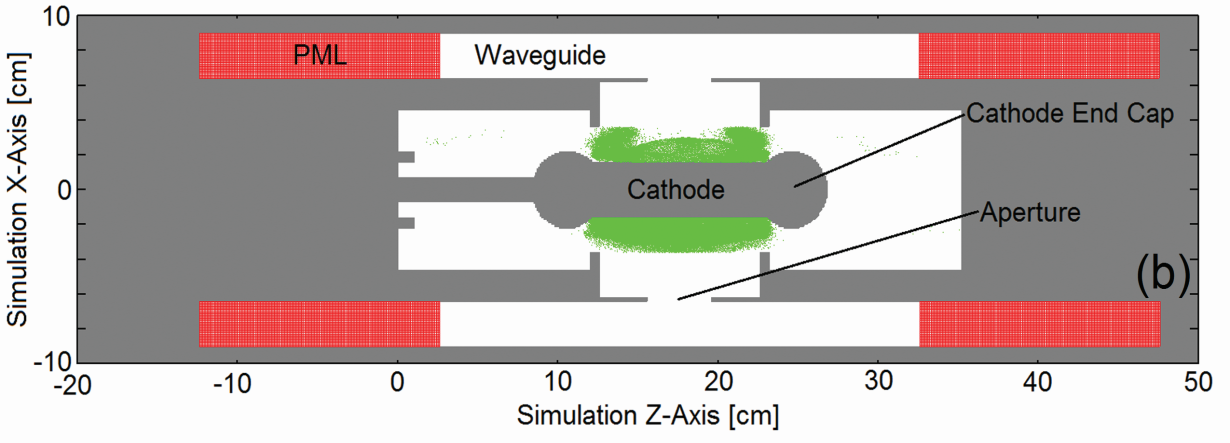 10
Simulation X-Axis [cm]
PML
Waveguide
Cathode End Cap
0
Cathode
Aperture
(b)
-10
-20
-10
0
10
20
30
40
50
Simulation Z-Axis [cm]